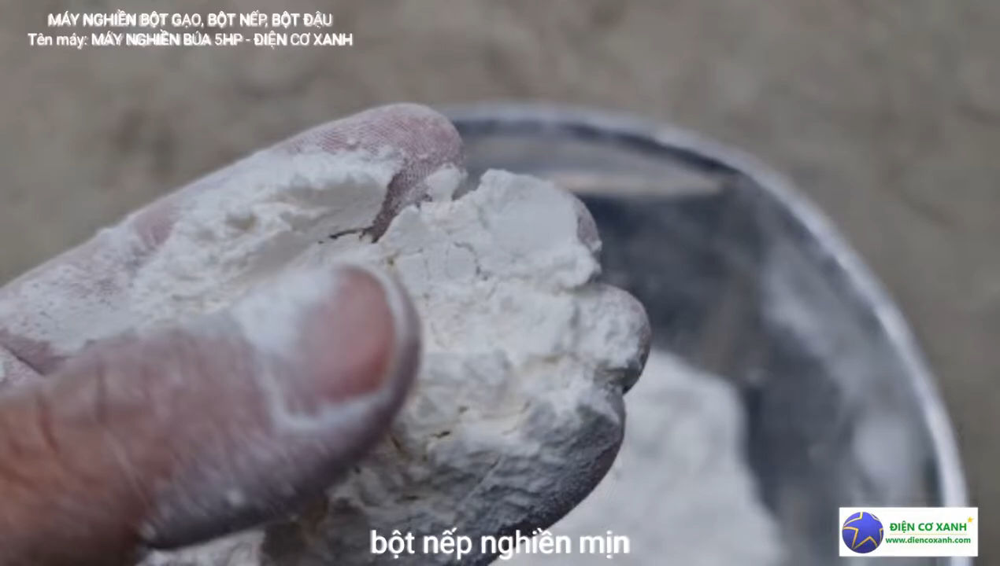 MÁY NGHIỀN BỘT GẠO, BỘT NẾP, BỘT ĐẬU
Tên máy: MÁY NGHIỀN BÚA 5HP - ĐIỆN CƠ XANH
bột nếp nghiền mịn
ĐIỆN CƠ XANH
www.diencoxanh.com